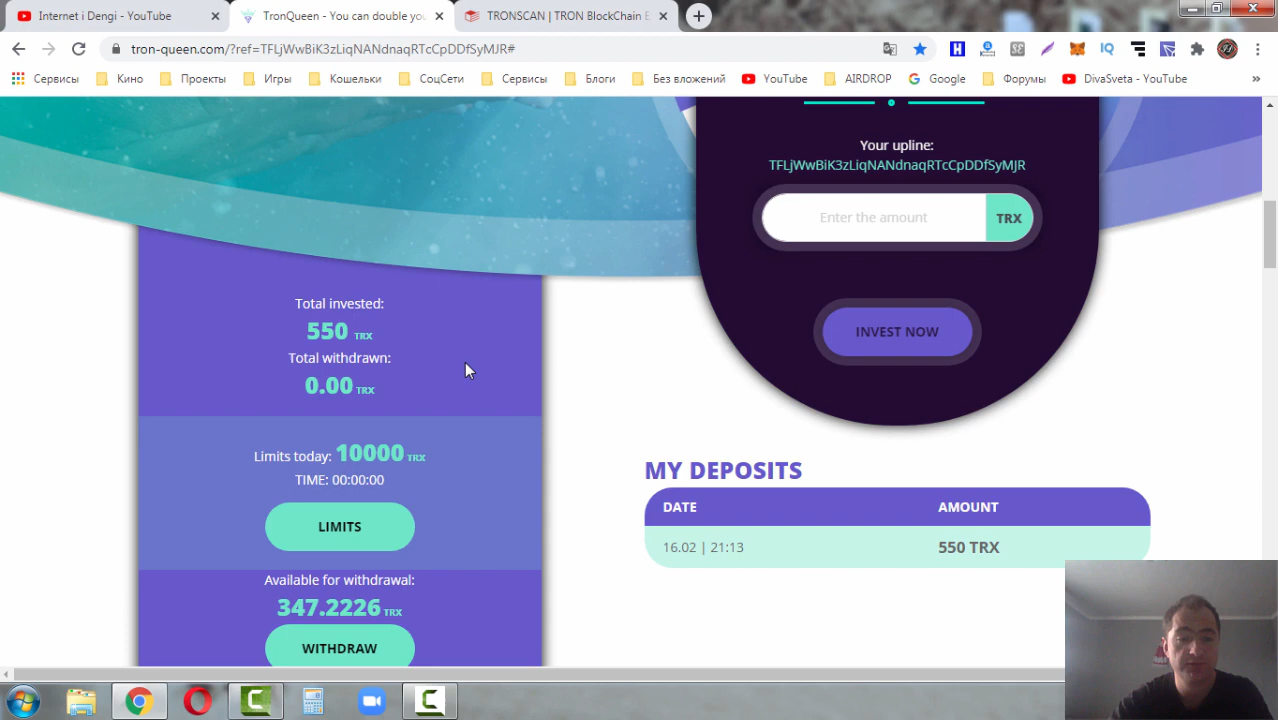 Internet i Dengi - YouTube
TronQueen - You can double you
TRONSCAN | TRON BlockChain E
tron-queen.com/?ref=TFLjWwBiK3zLiqNANdnaqRTcCpDDfSyMJR#
Сервисы Кино Проекты Игры Кошельки СоцСети Сервисы Блоги Без вложений YouTube AIRDROP Google Форумы DivaSveta - YouTube »
Your upline:
TFLjWwBiK3zLiqNANdnaqRTcCpDDfSyMJR
Enter the amount TRX
INVEST NOW
Total invested:
550 TRX
Total withdrawn:
0.00 TRX
Limits today: 10000 TRX
TIME: 00:00:00
LIMITS
Available for withdrawal:
347.2226 TRX
WITHDRAW
MY DEPOSITS
DATE AMOUNT
16.02 | 21:13 550 TRX